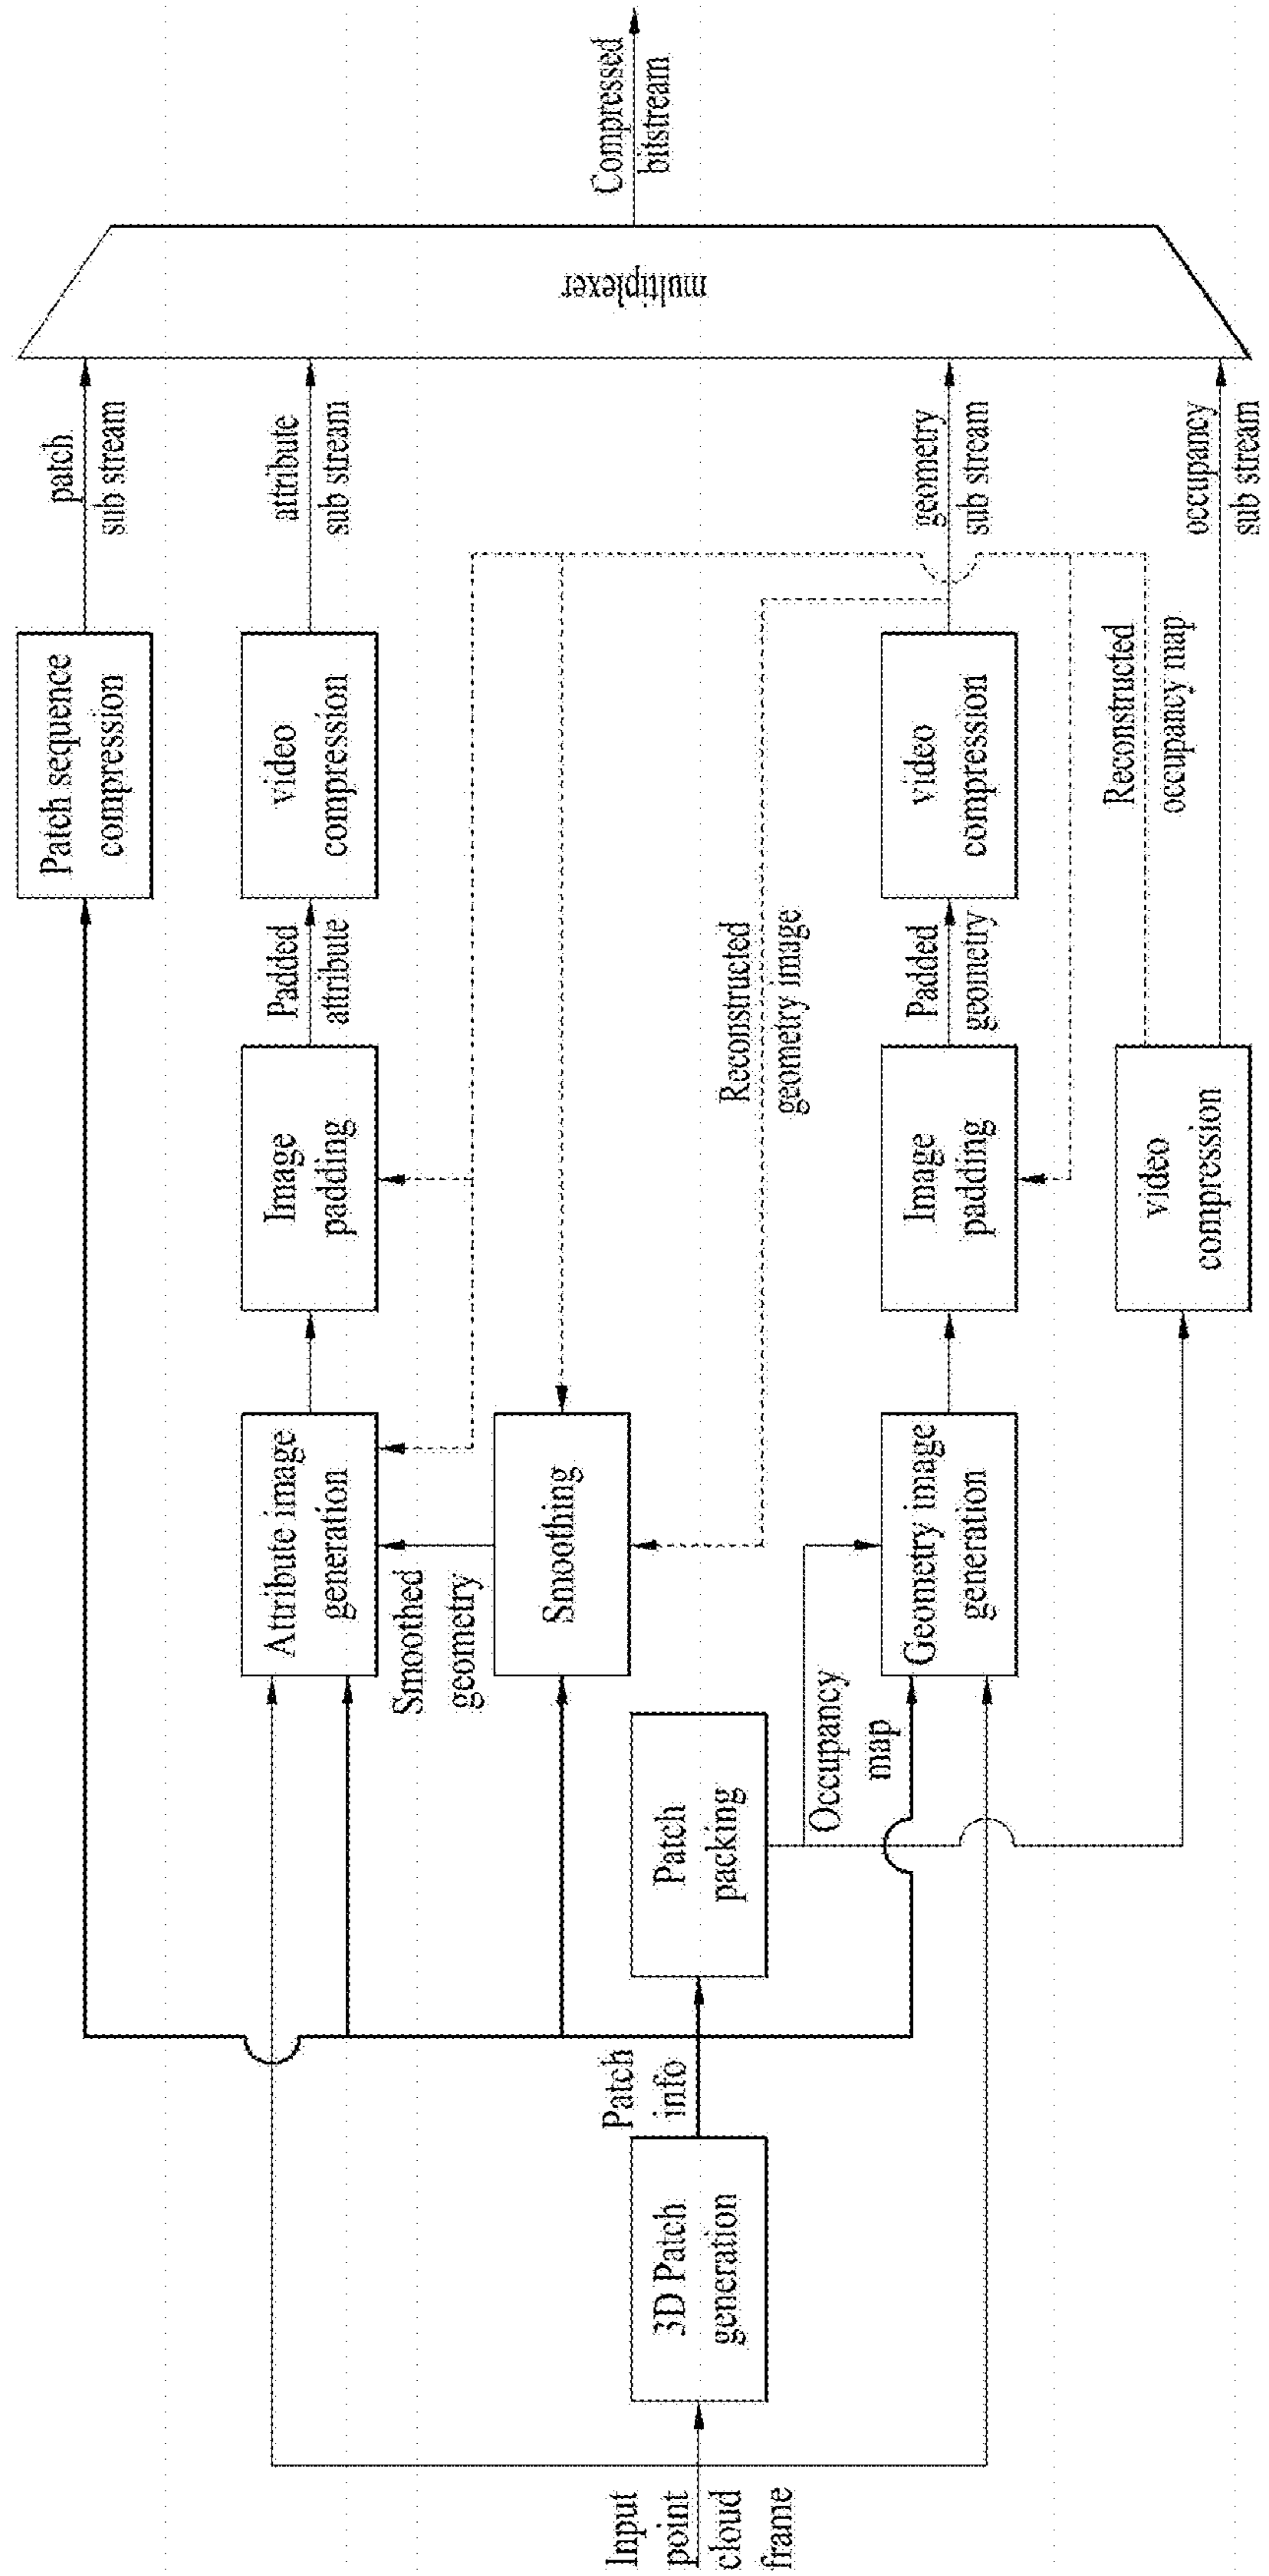 Input
point
cloud
frame
3D Patch
generation
Patch
info
Patch
packing
Occupancy
map
Smoothed
geometry
Attribute image
generation
Smoothing
Geometry image
generation
Image
padding
Image
padding
video
compression
Padded
attribute
Reconstructed
geometry image
Padded
geometry
Patch sequence
compression
video
compression
video
compression
Reconstructed
occupancy map
patch
sub stream
attribute
sub stream
geometry
sub stream
occupancy
sub stream
multiplexer
Compressed
bitstream